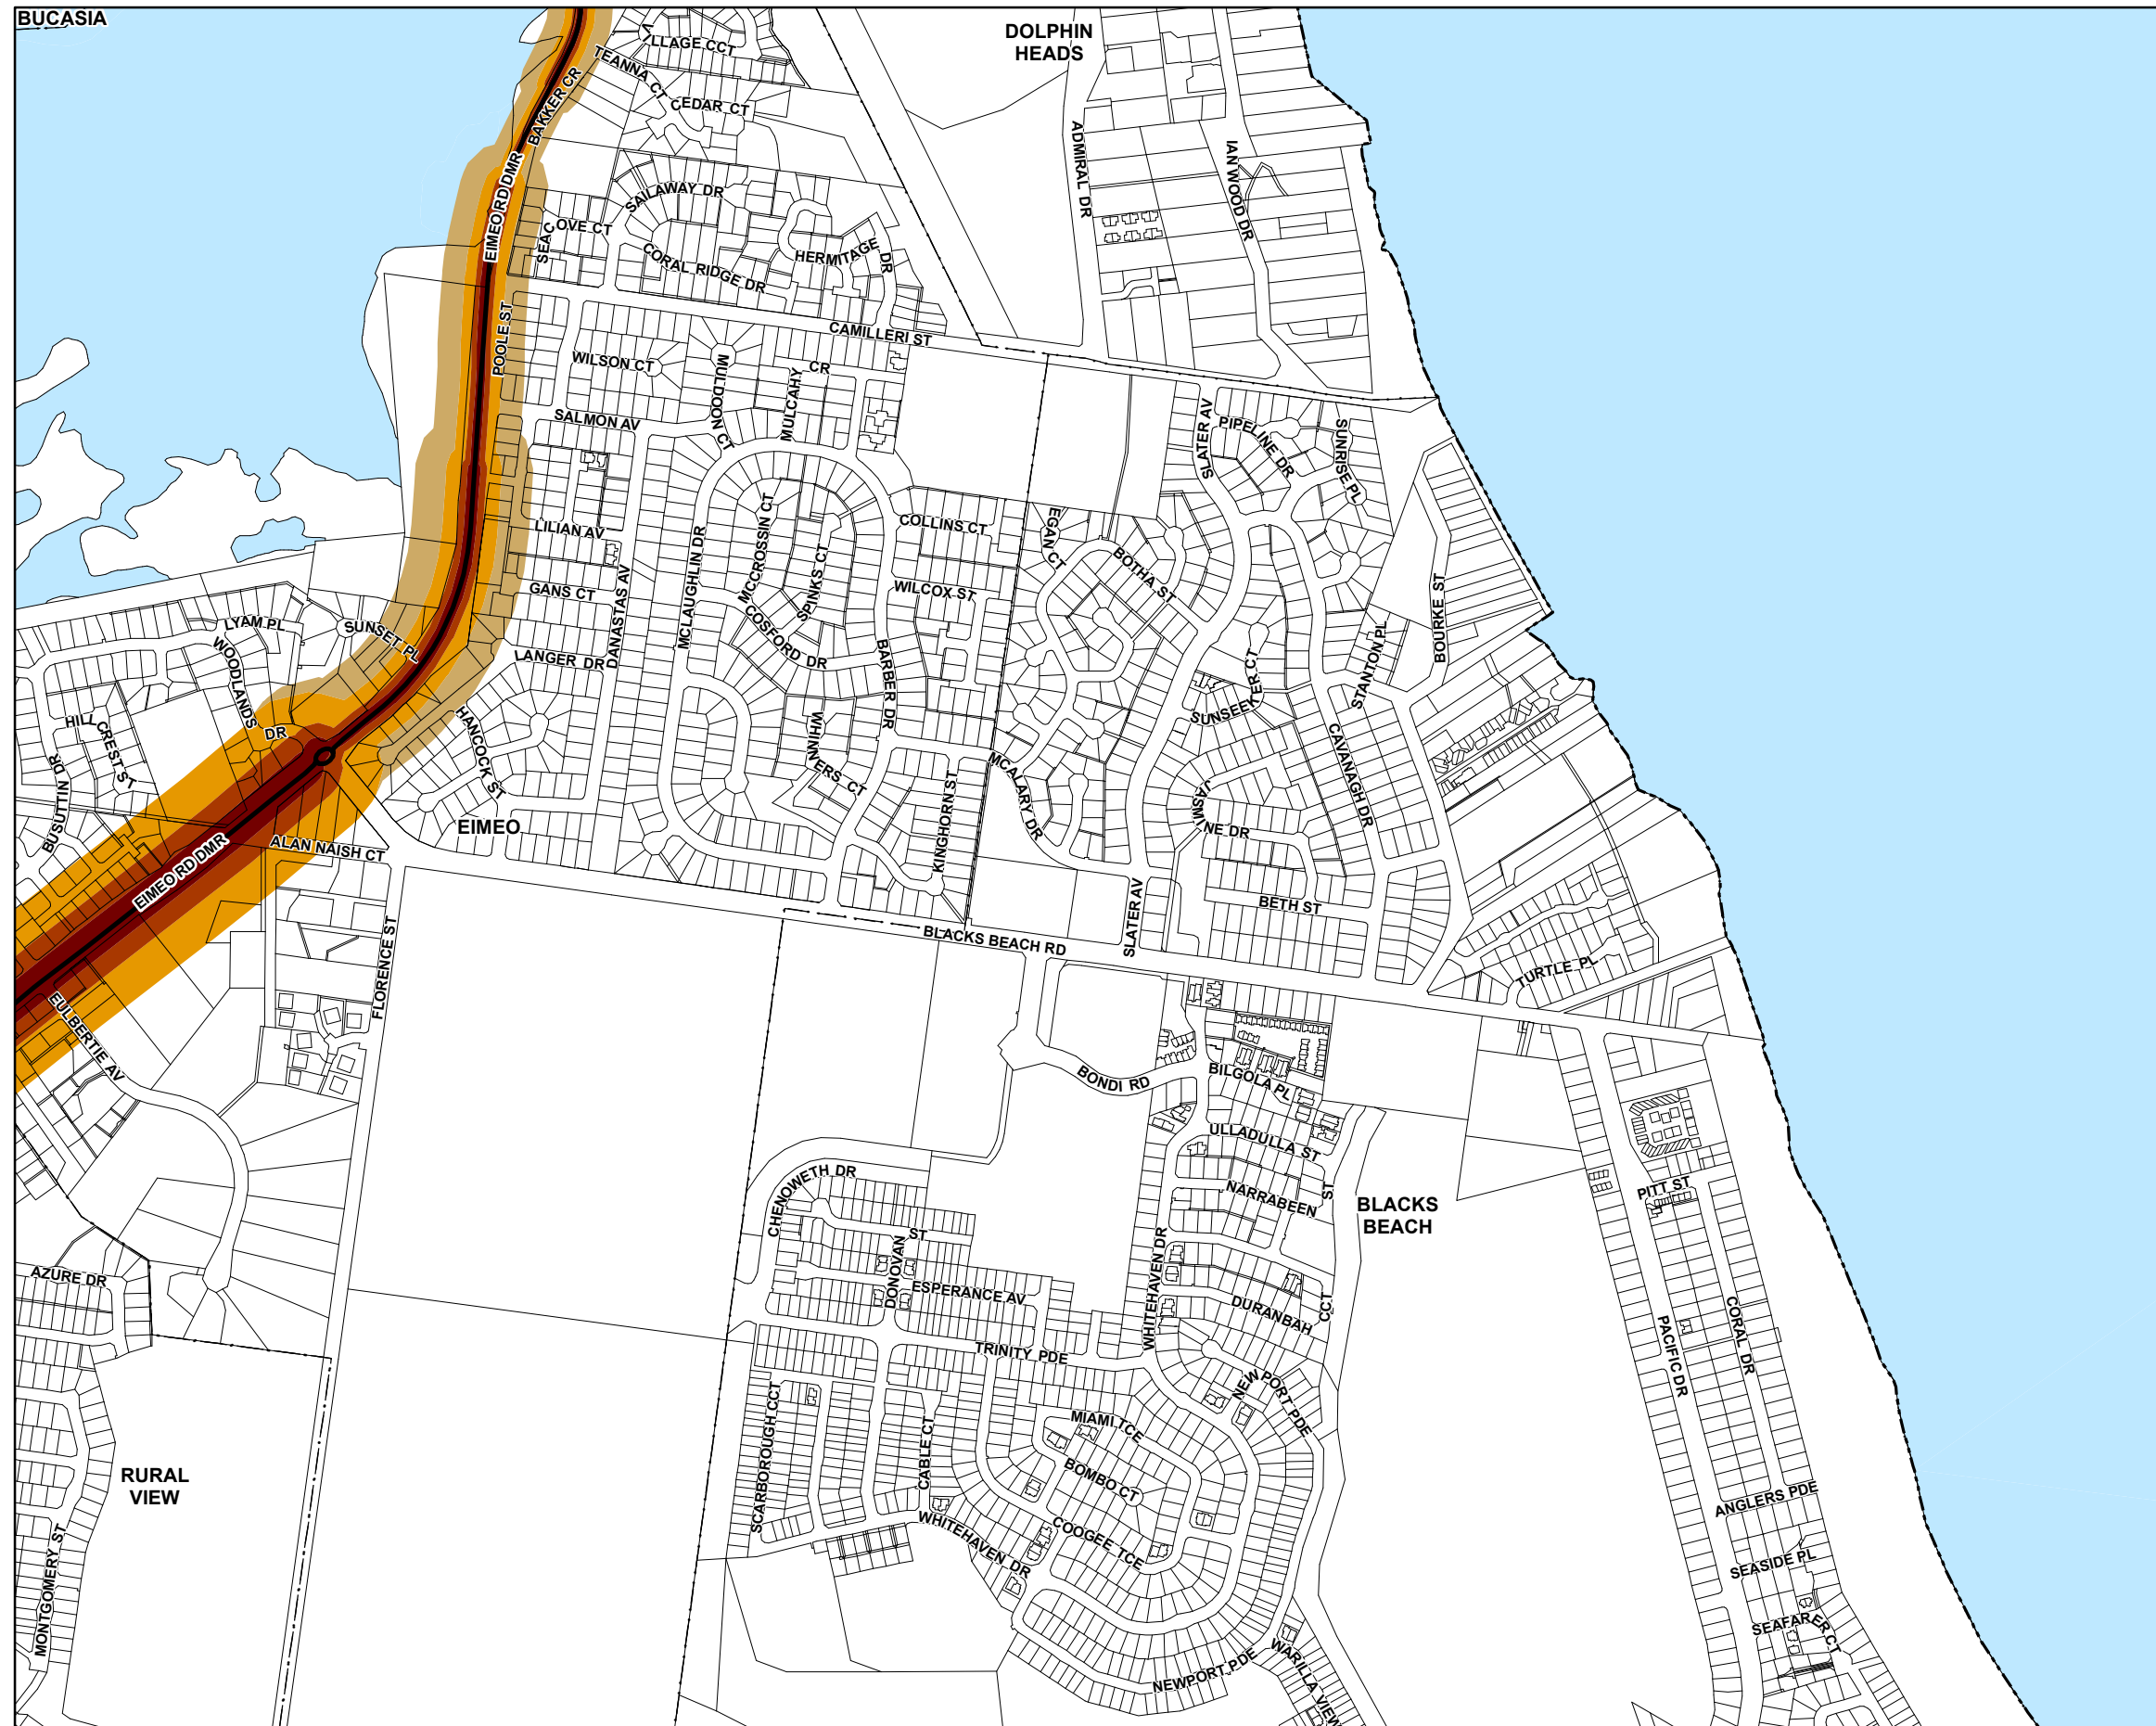 BUCASIA
DOLPHIN
HEADS
VILLAGE CCT
TEANNA CT
CEDAR CT
BAKKER CR
EIMEO RD DMR
SAILAWAY DR
SEACOVE CT
CORAL RIDGE DR
HERMITAGE DR
ADMIRAL DR
IAN WOOD DR
CAMILLERI ST
POOLE ST
WILSON CT
MULDOON CT
MULCAHY CR
SALMON AV
SLATER AV
PIPELINE DR
SUNRISE PL
LILIAN AV
MCLAUGHLIN DR
MCCROSSIN CT
SPINKS CT
COLLINS CT
EGAN CT
BOTHA ST
GANS CT
DANASTAS AV
COSFORD DR
WILCOX ST
BOURKE ST
LYAM PL
SUNSET PL
WOODLANDS DR
LANGER DR
BARBER DR
STANTON PL
SUNSEEKER CT
HILLCREST ST
BUSUTTIN DR
HANCOCK ST
WHINNERS CT
MCALARY DR
KINGHORN ST
JASMINE DR
CAVANAGH DR
EIMEO
ALAN NAISH CT
EIMEO RD DMR
FLORENCE ST
BETH ST
SLATER AV
BLACKS BEACH RD
TURTLE PL
EULBERTIE AV
BONDI RD
BILGOLA PL
ULLADULLA ST
CHENOWETH DR
NARRABEEN ST
BLACKS
BEACH
PITT ST
DONOVAN ST
WHITEHAVEN DR
AZURE DR
ESPERANCE AV
DURANBAH CCT
TRINITY PDE
PACIFIC DR
CORAL DR
NEWPORT PDE
SCARBOROUGH CCT
CABLE CT
MIAMI TCE
BOMBO CT
RURAL
VIEW
ANGLERS PDE
WHITEHAVEN DR
COOGEE TCE
SEASIDE PL
MONTGOMERY ST
SEAFARER CT
NEWPORT PDE
WARILLA VIEW